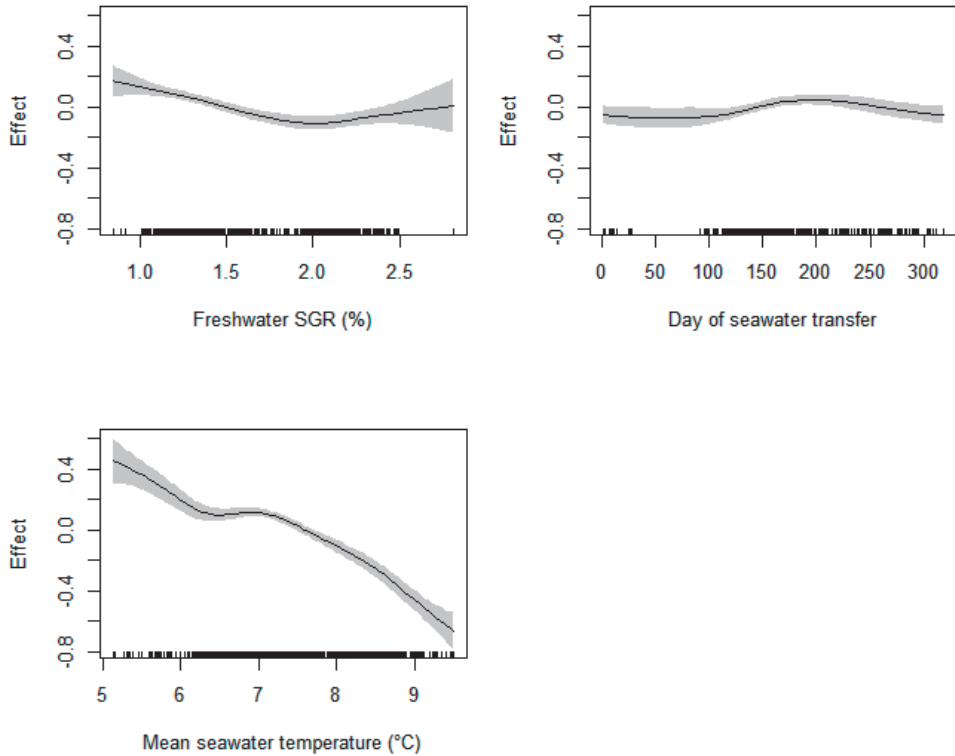 Effect
0.4
0.0
-0.4
-0.8
1.0 1.5 2.0 2.5
Freshwater SGR (%)
Effect
0.4
0.0
-0.4
-0.8
0 50 100 150 200 250 300
Day of seawater transfer
Effect
0.4
0.0
-0.4
-0.8
5 6 7 8 9
Mean seawater temperature (°C)